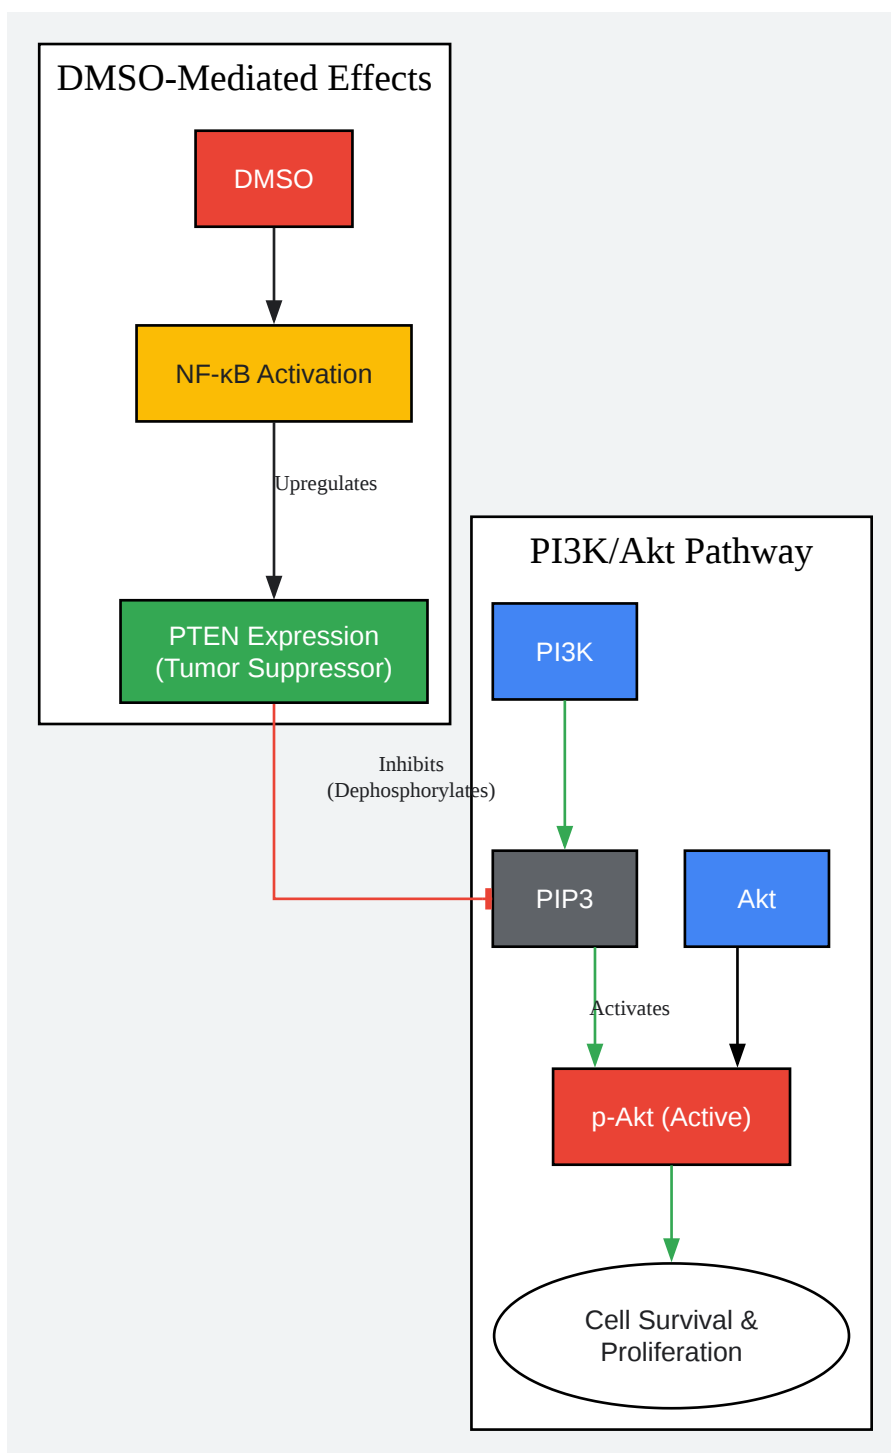 DMSO-Mediated Effects
DMSO
NF-κB Activation
Upregulates
PTEN Expression
(Tumor Suppressor)
Inhibits
(Dephosphorylates)
PI3K/Akt Pathway
PI3K
PIP3
Akt
Activates
p-Akt (Active)
Cell Survival &
Proliferation